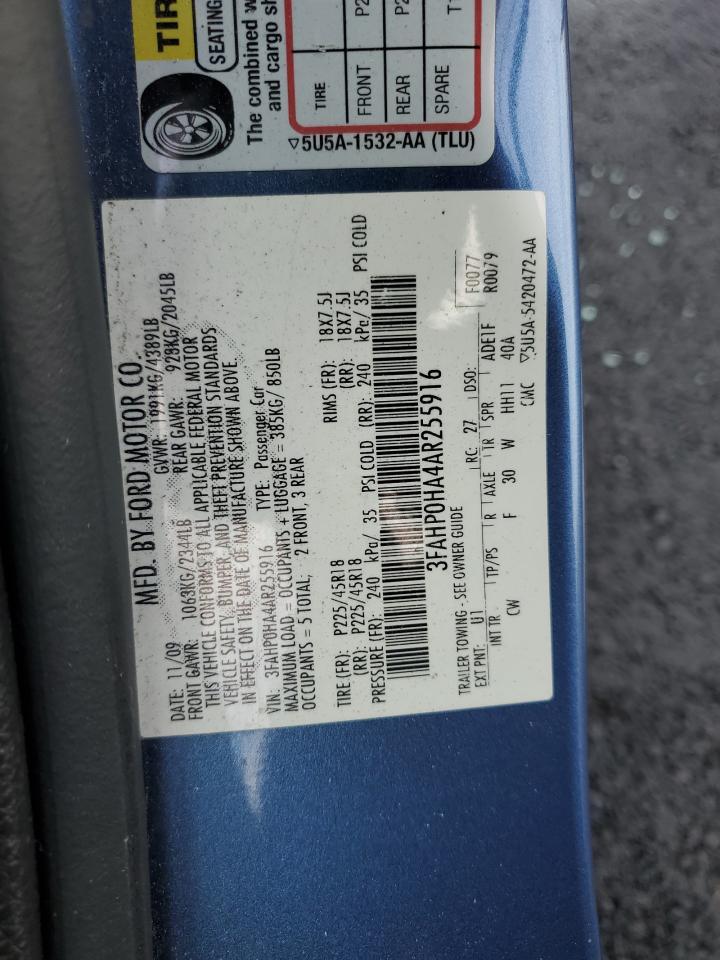 TIR
SEATING
The combined w
and cargo sh
TIRE
FRONT P2
REAR P2
SPARE T1
▽5U5A-1532-AA (TLU)
MFD. BY FORD MOTOR CO.
DATE: 11/09 GVWR: 1991KG/4389LB
FRONT GAWR: 1063KG/2344LB REAR GAWR: 928KG/2045LB
THIS VEHICLE CONFORMS TO ALL APPLICABLE FEDERAL MOTOR
VEHICLE SAFETY, BUMPER, AND THEFT PREVENTION STANDARDS
IN EFFECT ON THE DATE OF MANUFACTURE SHOWN ABOVE.
VIN: 3FAHP0HA4AR255916 TYPE: Passenger Car
MAXIMUM LOAD = OCCUPANTS + LUGGAGE = 385KG/ 850LB
OCCUPANTS = 5 TOTAL, 2 FRONT, 3 REAR
TIRE (FR): P225/45R18 RIMS (FR): 18X7.5J
(RR): P225/45R18 (RR): 18X7.5J
PRESSURE (FR): 240 kPa/ 35 PSI COLD (RR): 240 kPa/ 35 PSI COLD
3FAHP0HA4AR255916
TRAILER TOWING - SEE OWNER GUIDE F0077
EXT PNT: U1 RC: 27 DSO: R0079
INT TR TP/PS R AXLE TR SPR ADE1F
CW F 30 W HH11 40A
CMC ▽5U5A-5420472-AA